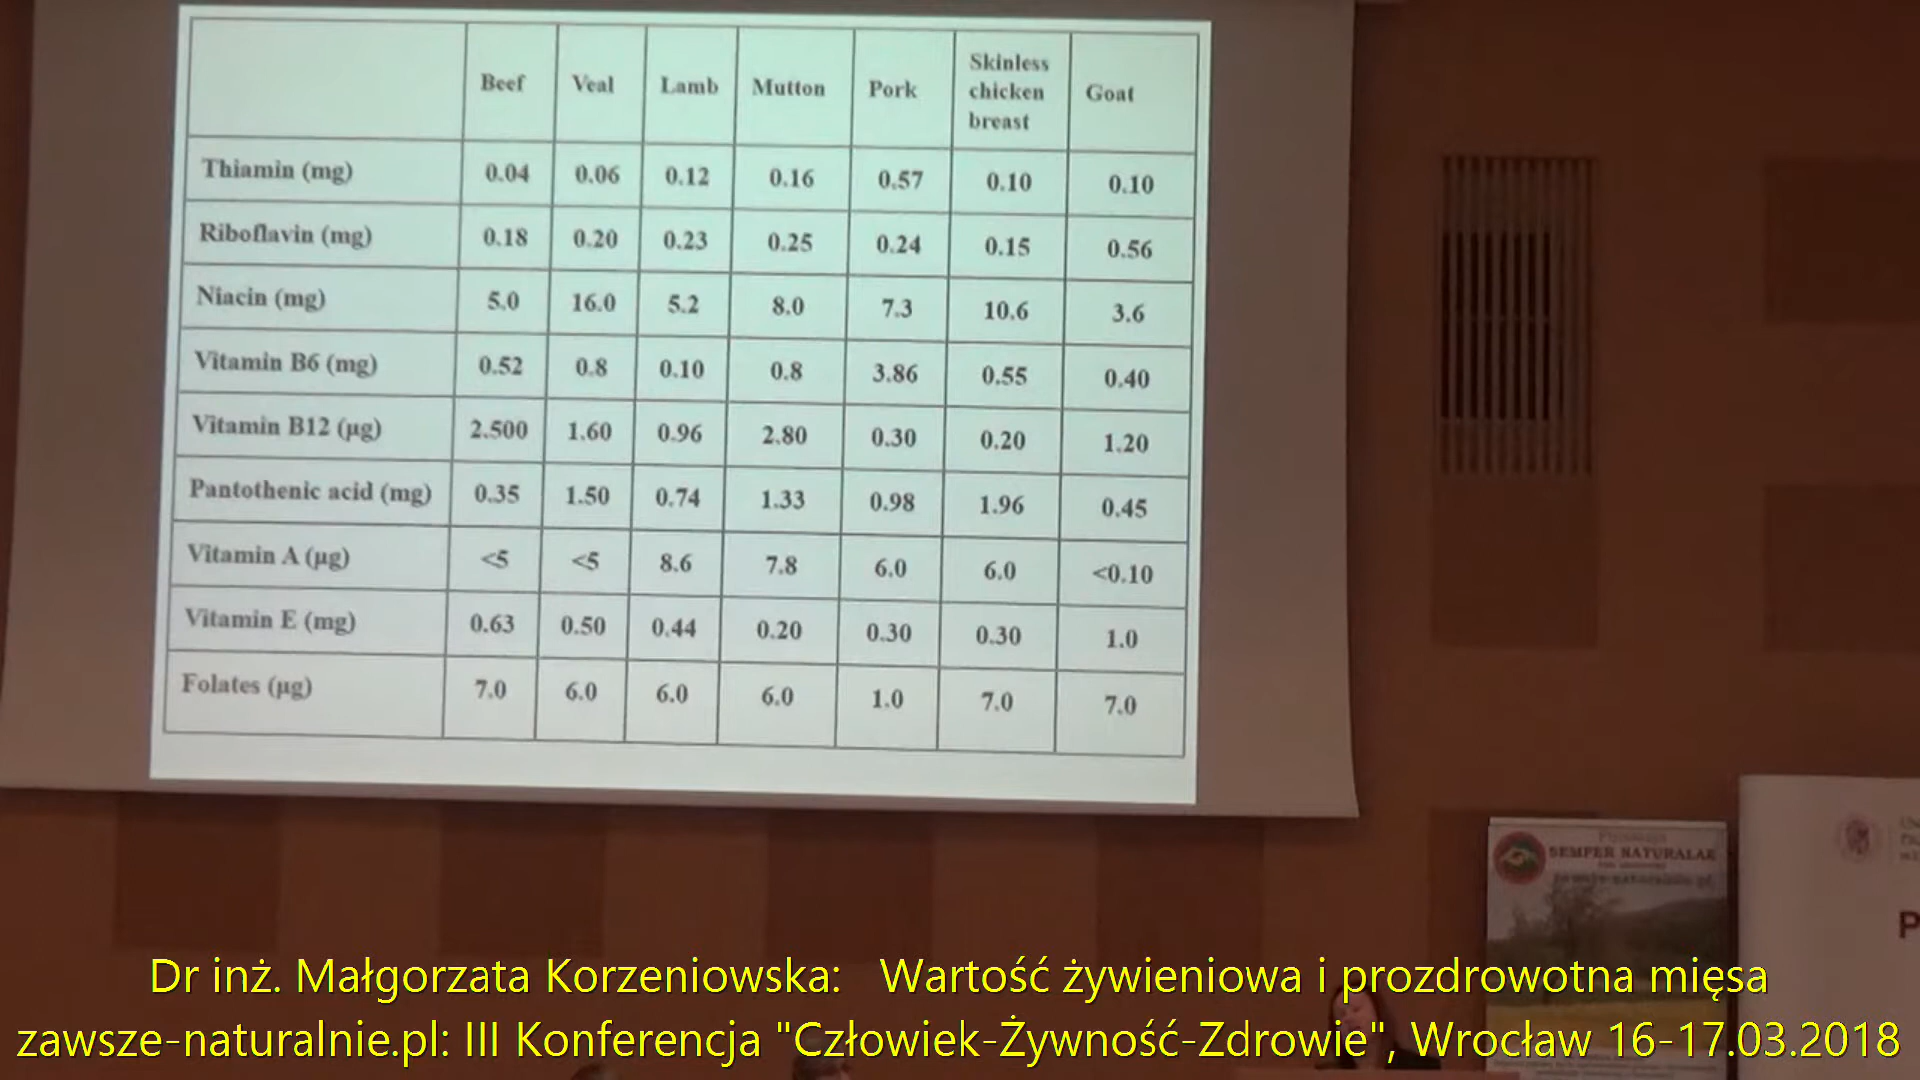 Beef Veal Lamb Mutton Pork Skinless chicken breast Goat
Thiamin (mg) 0.04 0.06 0.12 0.16 0.57 0.10 0.10
Riboflavin (mg) 0.18 0.20 0.23 0.25 0.24 0.15 0.56
Niacin (mg) 5.0 16.0 5.2 8.0 7.3 10.6 3.6
Vitamin B6 (mg) 0.52 0.8 0.10 0.8 3.86 0.55 0.40
Vitamin B12 (µg) 2.500 1.60 0.96 2.80 0.30 0.20 1.20
Pantothenic acid (mg) 0.35 1.50 0.74 1.33 0.98 1.96 0.45
Vitamin A (µg) <5 <5 8.6 7.8 6.0 6.0 <0.10
Vitamin E (mg) 0.63 0.50 0.44 0.20 0.30 0.30 1.0
Folates (µg) 7.0 6.0 6.0 6.0 1.0 7.0 7.0
SEMPER NATURALAE
P
Dr inż. Małgorzata Korzeniowska: Wartość żywieniowa i prozdrowotna mięsa
zawsze-naturalnie.pl: III Konferencja "Człowiek-Żywność-Zdrowie", Wrocław 16-17.03.2018